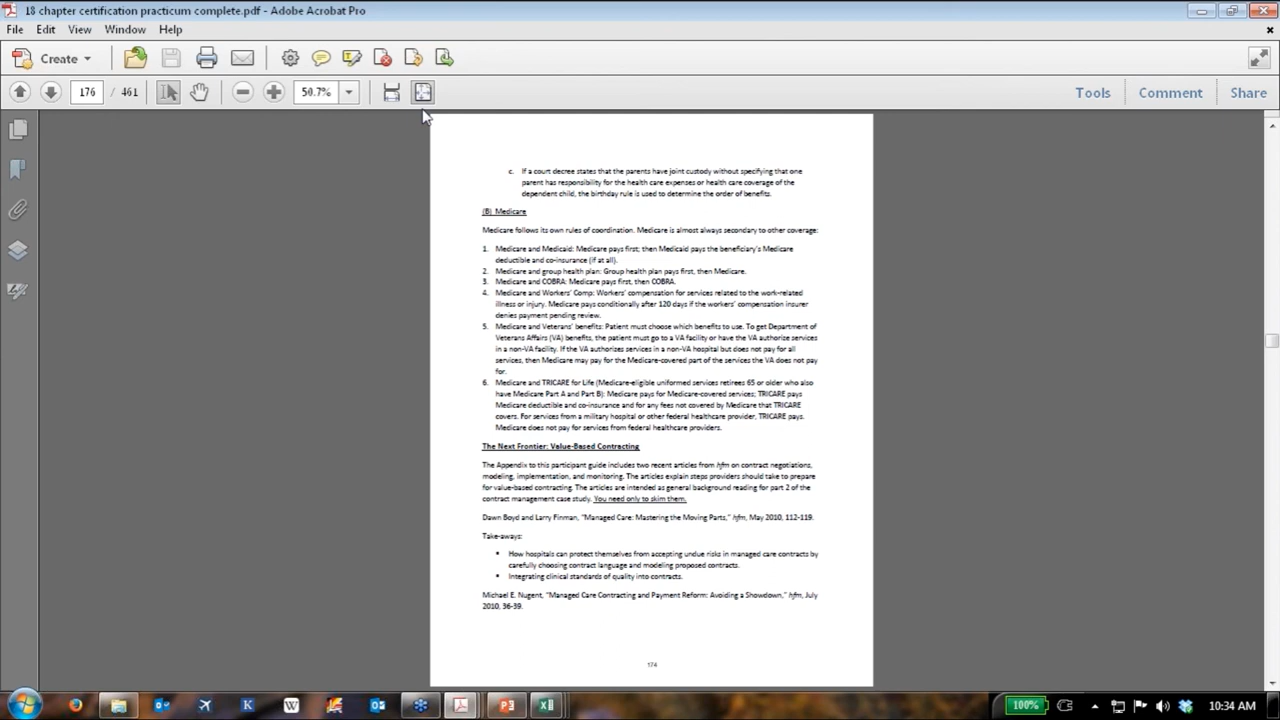 18 chapter certification practicum complete.pdf - Adobe Acrobat Pro
File Edit View Window Help
Create
176 / 461 50.7% Tools Comment Share
c. If a court decree states that the parents have joint custody without specifying that one
parent has responsibility for the health care expenses or health care coverage of the
dependent child, the birthday rule is used to determine the order of benefits.
(B) Medicare
Medicare follows its own rules of coordination. Medicare is almost always secondary to other coverage:
1. Medicare and Medicaid: Medicare pays first; then Medicaid pays the beneficiary's Medicare
deductible and co-insurance (if at all).
2. Medicare and group health plan: Group health plan pays first, then Medicare.
3. Medicare and COBRA: Medicare pays first, then COBRA.
4. Medicare and Workers' Comp: Workers' compensation for services related to the work-related
illness or injury. Medicare pays conditionally after 120 days if the workers' compensation insurer
denies payment pending review.
5. Medicare and Veterans' benefits: Patient must choose which benefits to use. To get Department of
Veterans Affairs (VA) benefits, the patient must go to a VA facility or have the VA authorize services
in a non-VA facility. If the VA authorizes services in a non-VA hospital but does not pay for all
services, then Medicare may pay for the Medicare-covered part of the services the VA does not pay
for.
6. Medicare and TRICARE for Life (Medicare-eligible uniformed services retirees 65 or older who also
have Medicare Part A and Part B): Medicare pays for Medicare-covered services; TRICARE pays
Medicare deductible and co-insurance and for any fees not covered by Medicare that TRICARE
covers. For services from a military hospital or other federal healthcare provider, TRICARE pays.
Medicare does not pay for services from federal healthcare providers.
The Next Frontier: Value-Based Contracting
The Appendix to this participant guide includes two recent articles from hfm on contract negotiations,
modeling, implementation, and monitoring. The articles explain steps providers should take to prepare
for value-based contracting. The articles are intended as general background reading for part 2 of the
contract management case study. You need only to skim them.
Dawn Boyd and Larry Finman, "Managed Care: Mastering the Moving Parts," hfm, May 2010, 112-119.
Take-aways:
• How hospitals can protect themselves from accepting undue risks in managed care contracts by
carefully choosing contract language and modeling proposed contracts.
• Integrating clinical standards of quality into contracts.
Michael E. Nugent, "Managed Care Contracting and Payment Reform: Avoiding a Showdown," hfm, July
2010, 36-39.
174
100% 10:34 AM